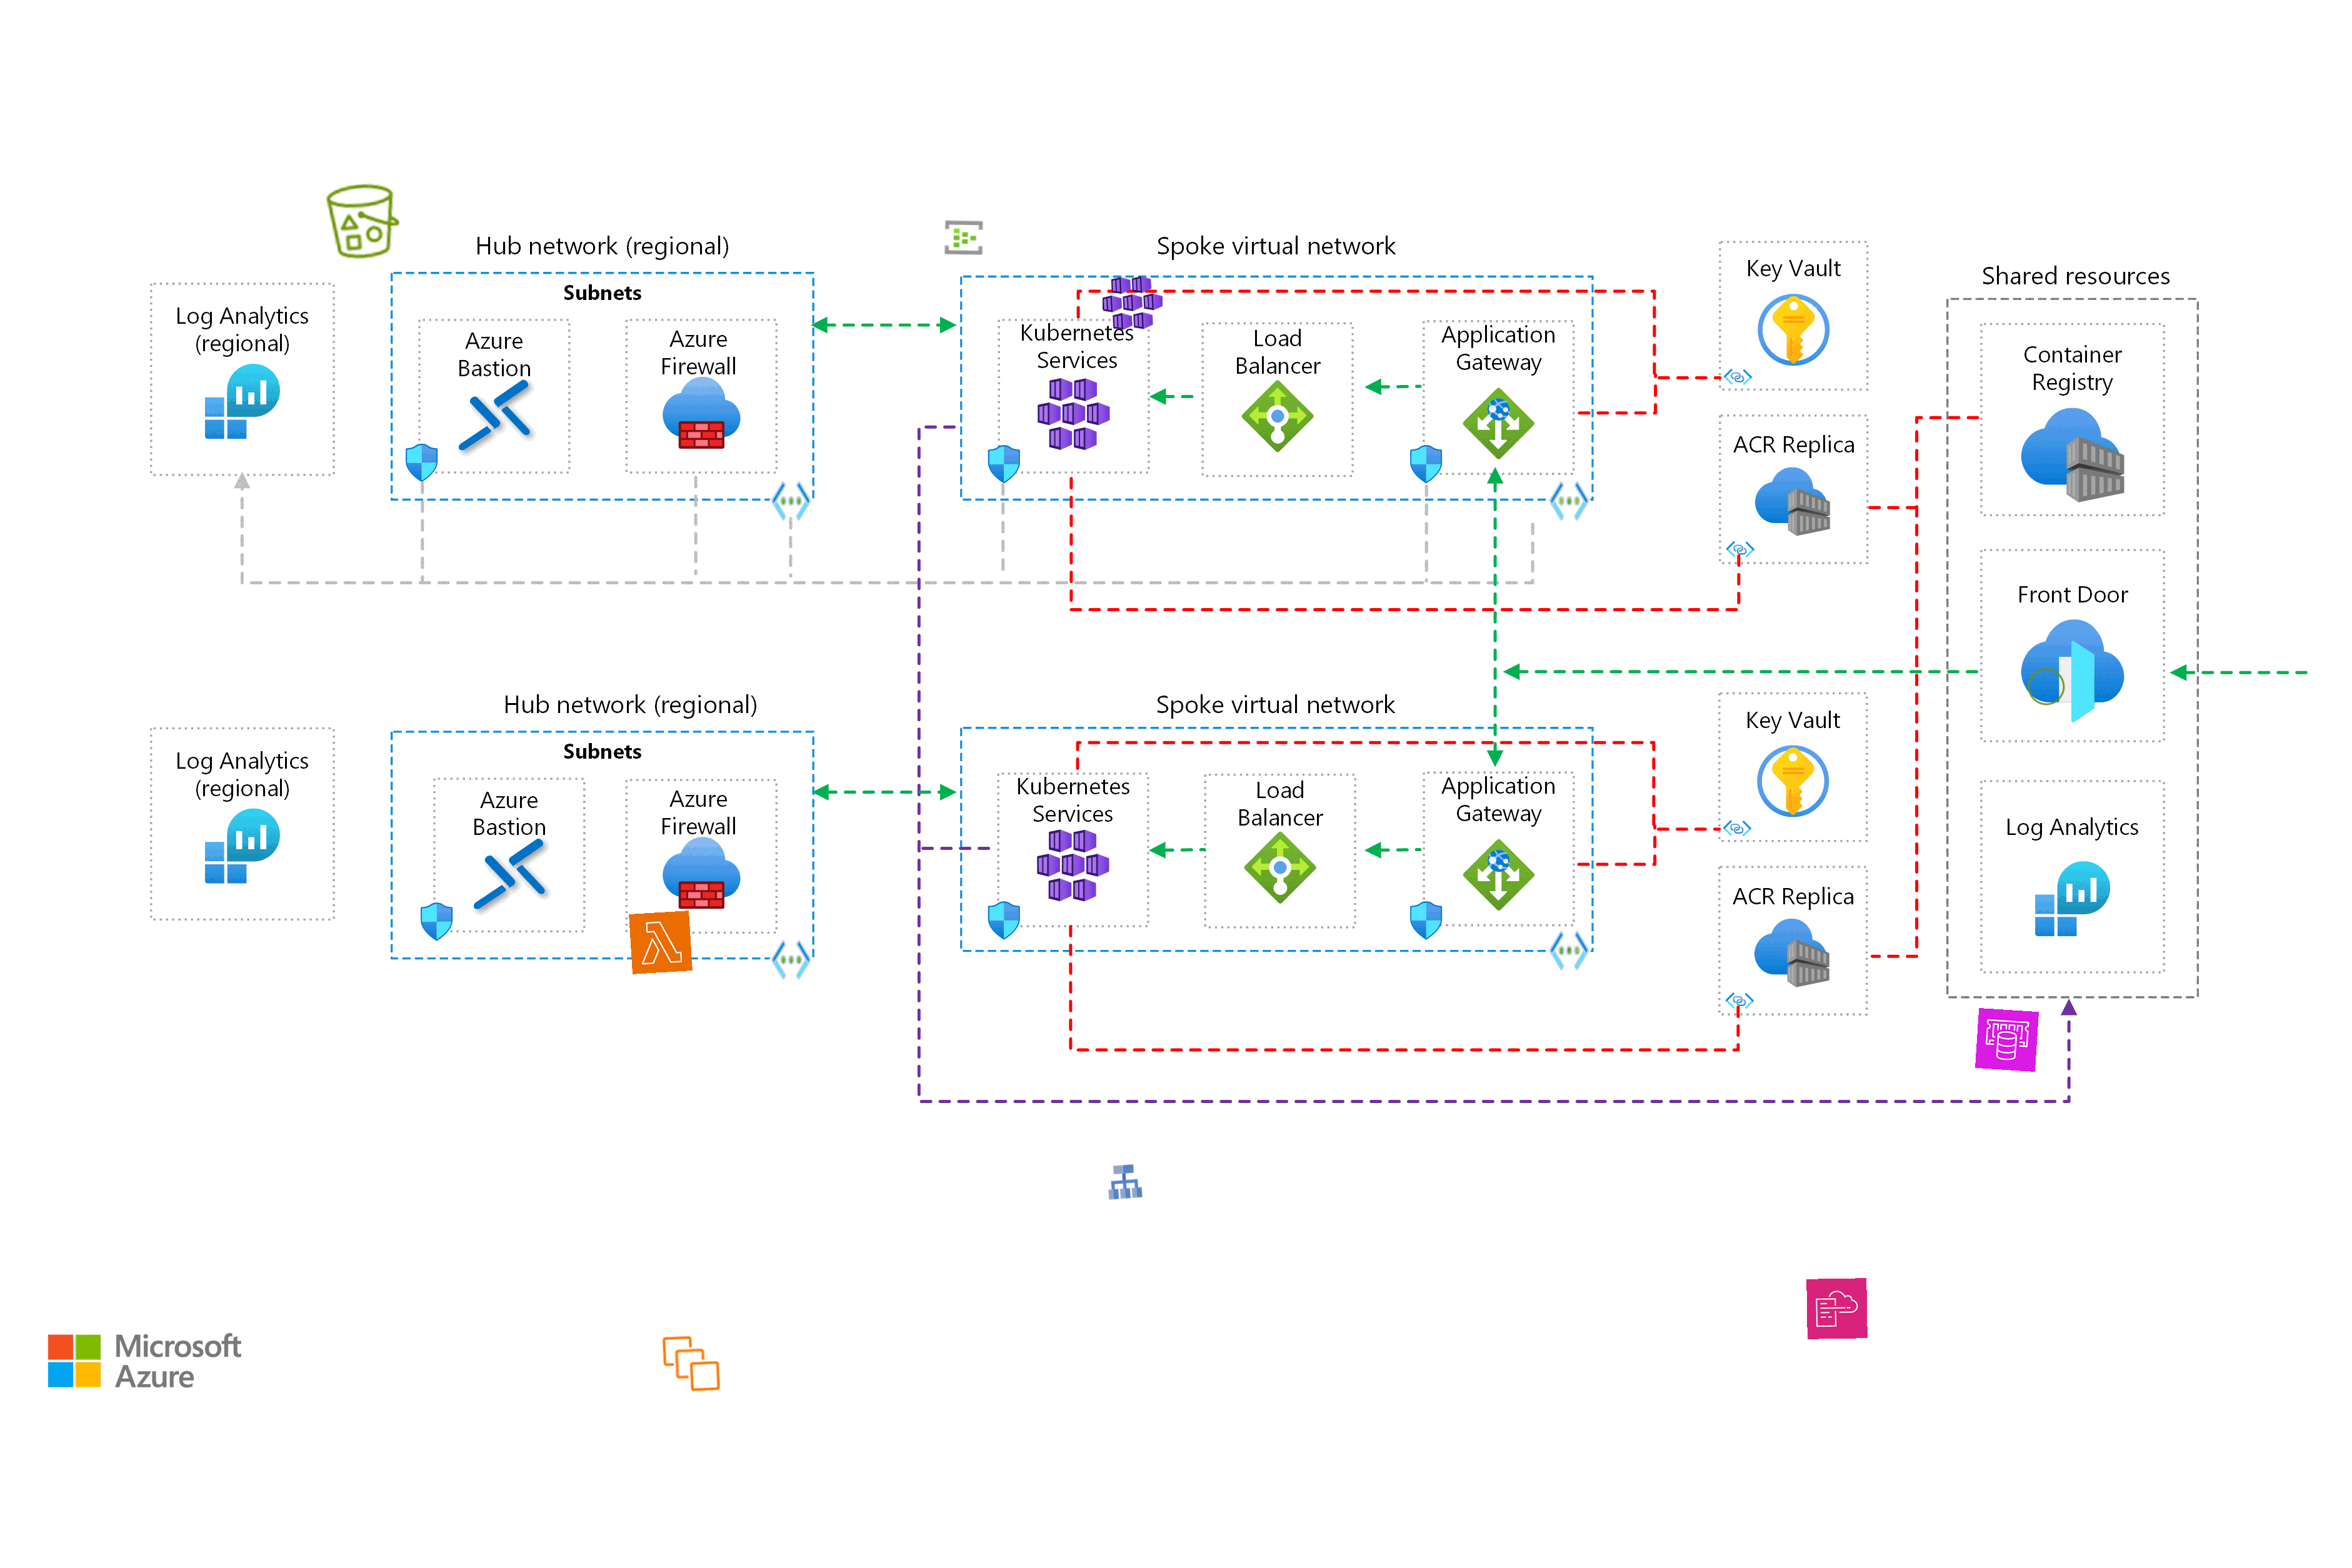 Hub network (regional)
Spoke virtual network
Subnets
Log Analytics
(regional)
Azure
Bastion
Azure
Firewall
Kubernetes
Services
Load
Balancer
Application
Gateway
Key Vault
ACR Replica
Shared resources
Container
Registry
Front Door
Log Analytics
Hub network (regional)
Spoke virtual network
Subnets
Log Analytics
(regional)
Azure
Bastion
Azure
Firewall
Kubernetes
Services
Load
Balancer
Application
Gateway
Key Vault
ACR Replica
Microsoft
Azure